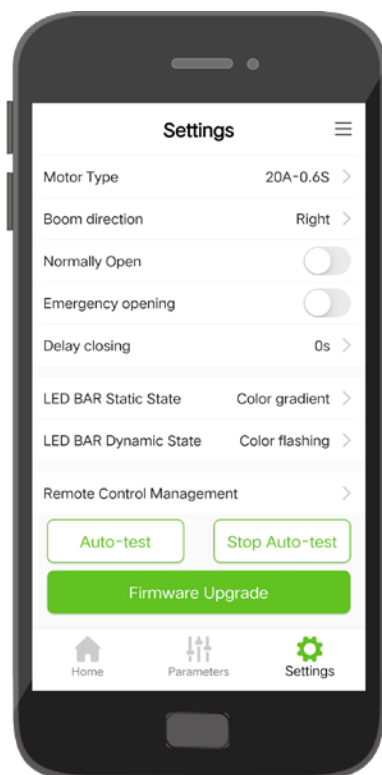 Settings
Motor Type 20A-0.6S
Boom direction Right
Normally Open
Emergency opening
Delay closing 0s
LED BAR Static State Color gradient
LED BAR Dynamic State Color flashing
Remote Control Management
Auto-test Stop Auto-test
Firmware Upgrade
Home Parameters Settings